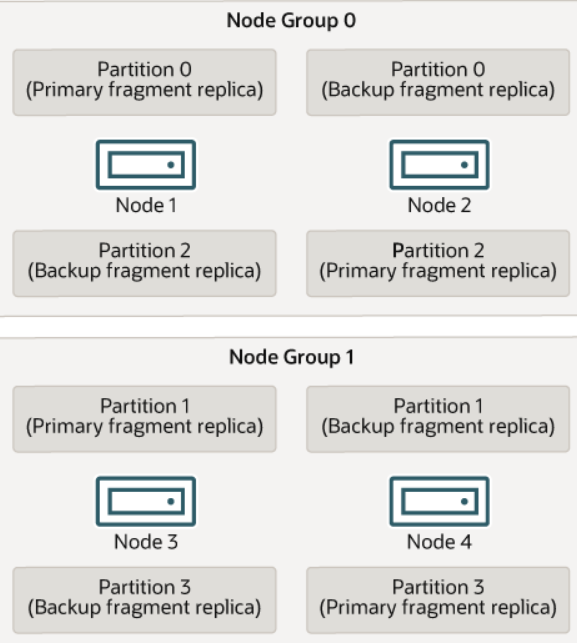 Node Group 0
Partition 0
(Primary fragment replica)
Partition 0
(Backup fragment replica)
Node 1
Node 2
Partition 2
(Backup fragment replica)
Partition 2
(Primary fragment replica)
Node Group 1
Partition 1
(Primary fragment replica)
Partition 1
(Backup fragment replica)
Node 3
Node 4
Partition 3
(Backup fragment replica)
Partition 3
(Primary fragment replica)